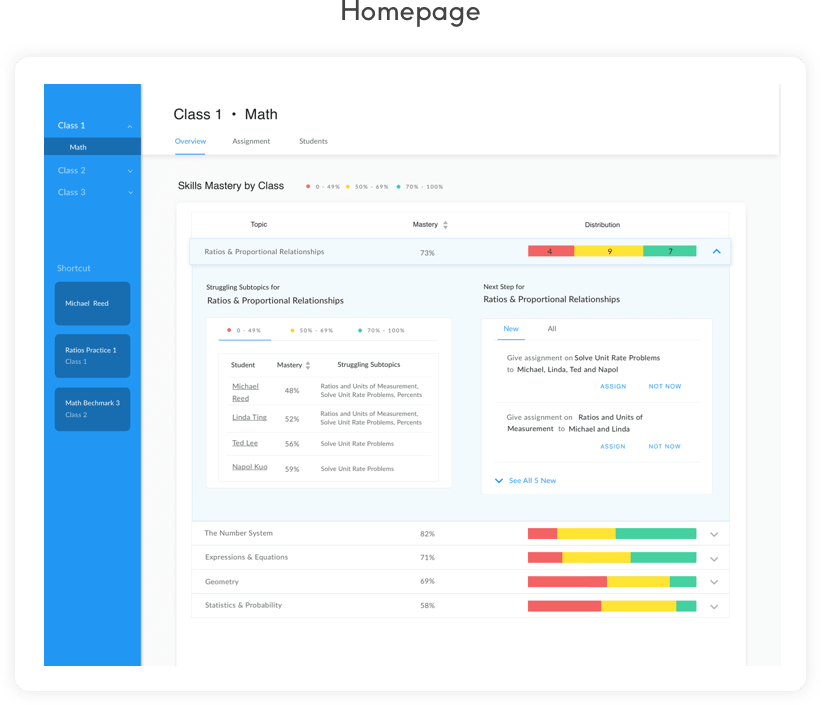 Homepage
Class 1
Math
Class 2
Class 3
Shortcut
Michael Reed
Ratios Practice 1
Class 1
Math Bechmark 3
Class 2
Class 1 • Math
Overview Assignment Students
Skills Mastery by Class 0 - 49% 50% - 69% 70% - 100%
Topic Mastery Distribution
Ratios & Proportional Relationships 73% 4 9 7
Struggling Subtopics for
Ratios & Proportional Relationships
0 - 49% 50% - 69% 70% - 100%
Student Mastery Struggling Subtopics
Michael
Reed
48%
Ratios and Units of Measurement,
Solve Unit Rate Problems, Percents
Linda Ting 52%
Ratios and Units of Measurement,
Solve Unit Rate Problems, Percents
Ted Lee 56% Solve Unit Rate Problems
Napol Kuo 59% Solve Unit Rate Problems
Next Step for
Ratios & Proportional Relationships
New All
Give assignment on Solve Unit Rate Problems
to Michael, Linda, Ted and Napol
ASSIGN NOT NOW
Give assignment on Ratios and Units of
Measurement to Michael and Linda
ASSIGN NOT NOW
See All 5 New
The Number System 82%
Expressions & Equations 71%
Geometry 69%
Statistics & Probability 58%